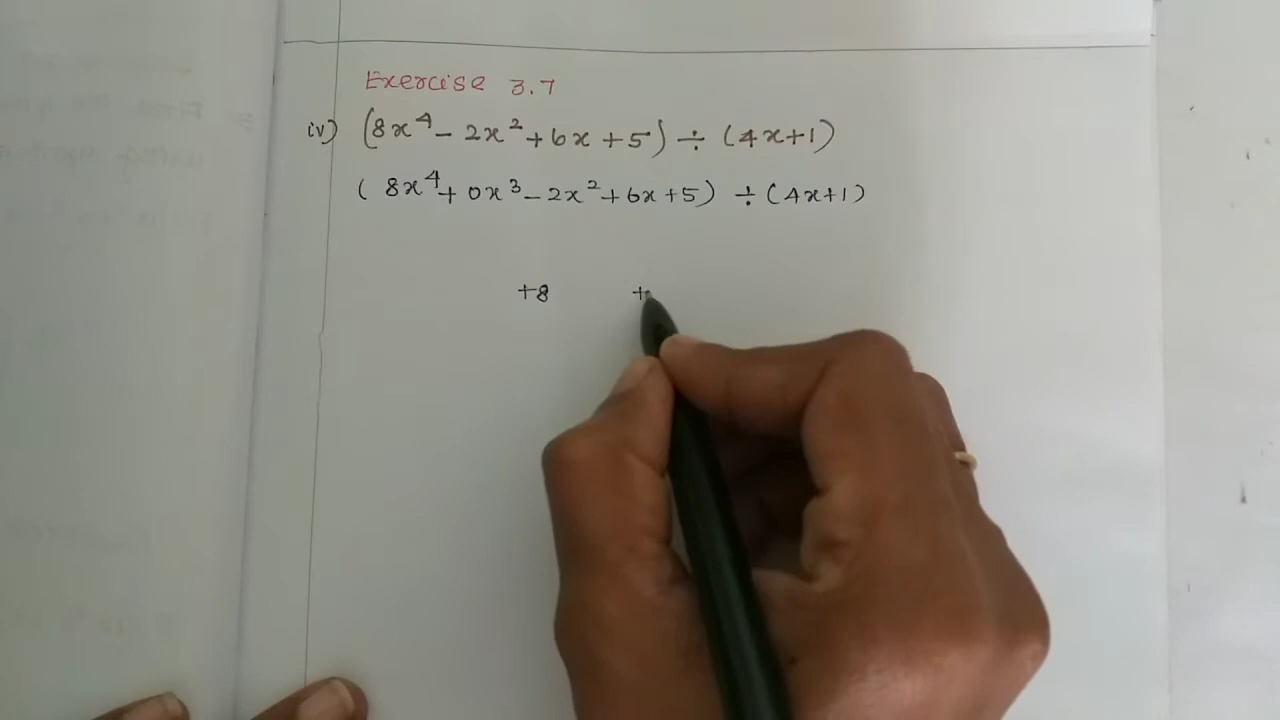 Exercise 3.7
iv) (8x⁴ - 2x² + 6x + 5) ÷ (4x+1)
(8x⁴ + 0x³ - 2x² + 6x + 5) ÷ (4x+1)
+8 +